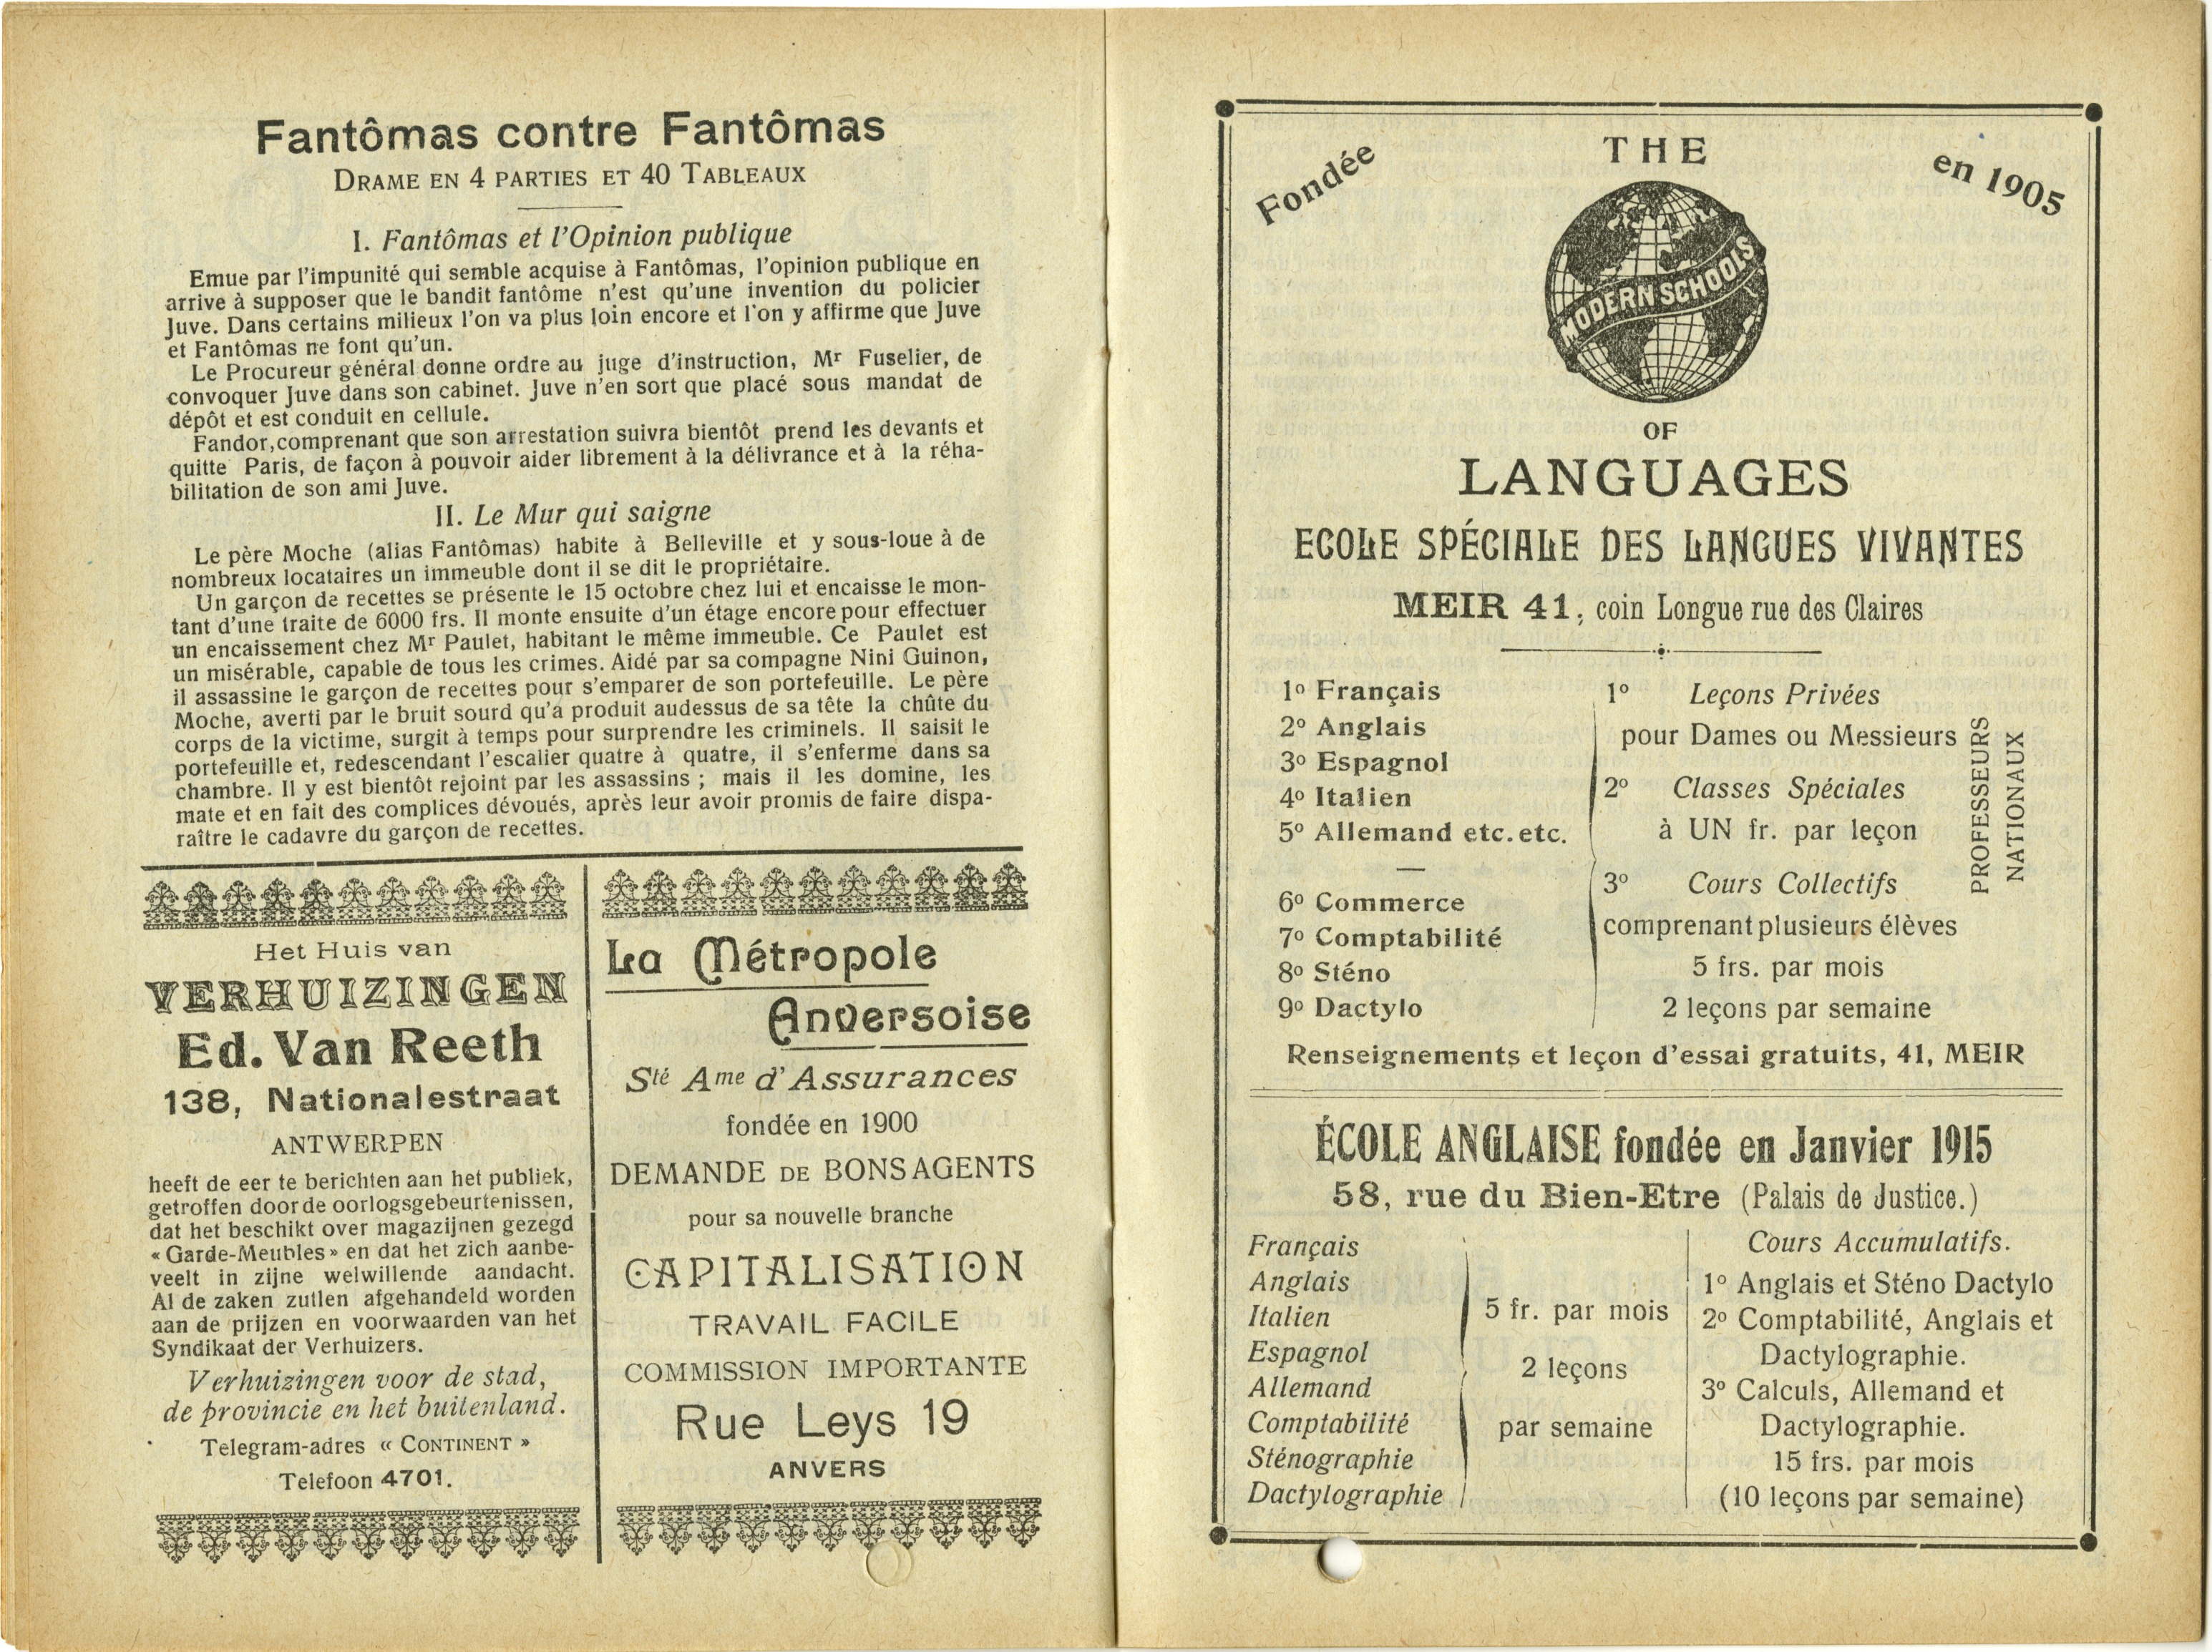 Fantômas contre Fantômas
DRAME EN 4 PARTIES ET 40 TABLEAUX
I. Fantômas et l'Opinion publique
Emue par l'impunité qui semble acquise à Fantômas, l'opinion publique en
arrive à supposer que le bandit fantôme n'est qu'une invention du policier
Juve. Dans certains milieux l'on va plus loin encore et l'on y affirme que Juve
et Fantômas ne font qu'un.
Le Procureur général donne ordre au juge d'instruction, Mr Fuselier, de
convoquer Juve dans son cabinet. Juve n'en sort que placé sous mandat de
dépôt et est conduit en cellule.
Fandor,comprenant que son arrestation suivra bientôt prend les devants et
quitte Paris, de façon à pouvoir aider librement à la délivrance et à la réha-
bilitation de son ami Juve.
II. Le Mur qui saigne
Le père Moche (alias Fantômas) habite à Belleville et y sous-loue à de
nombreux locataires un immeuble dont il se dit le propriétaire.
Un garçon de recettes se présente le 15 octobre chez lui et encaisse le mon-
tant d'une traite de 6000 frs. Il monte ensuite d'un étage encore pour effectuer
un encaissement chez Mr Paulet, habitant le même immeuble. Ce Paulet est
un misérable, capable de tous les crimes. Aidé par sa compagne Nini Guinon,
il assassine le garçon de recettes pour s'emparer de son portefeuille. Le père
Moche, averti par le bruit sourd qu'a produit audessus de sa tête la chûte du
corps de la victime, surgit à temps pour surprendre les criminels. Il saisit le
portefeuille et, redescendant l'escalier quatre à quatre, il s'enferme dans sa
chambre. Il y est bientôt rejoint par les assassins ; mais il les domine, les
mate et en fait des complices dévoués, après leur avoir promis de faire dispa-
raître le cadavre du garçon de recettes.
Het Huis van
VERHUIZINGEN
Ed. Van Reeth
138, Nationalestraat
ANTWERPEN
heeft de eer te berichten aan het publiek,
getroffen door de oorlogsgebeurtenissen,
dat het beschikt over magazijnen gezegd
« Garde-Meubles » en dat het zich aanbe-
veelt in zijne welwillende aandacht.
Al de zaken zutlen afgehandeld worden
aan de prijzen en voorwaarden van het
Syndikaat der Verhuizers.
Verhuizingen voor de stad,
de provincie en het buitenland.
Telegram-adres « CONTINENT »
Telefoon 4701.
La Métropole
Anversoise
Sté Ame d'Assurances
fondée en 1900
DEMANDE DE BONS AGENTS
pour sa nouvelle branche
CAPITALISATION
TRAVAIL FACILE
COMMISSION IMPORTANTE
Rue Leys 19
ANVERS
Fondée
THE
en 1905
MODERN SCHOOLS
OF
LANGUAGES
ECOLE SPÉCIALE DES LANGUES VIVANTES
MEIR 41, coin Longue rue des Claires
1º Français
2º Anglais
3º Espagnol
4º Italien
5º Allemand etc. etc.
6º Commerce
7º Comptabilité
8º Sténo
9º Dactylo
1º Leçons Privées
pour Dames ou Messieurs
2º Classes Spéciales
à UN fr. par leçon
3º Cours Collectifs
comprenant plusieurs élèves
5 frs. par mois
2 leçons par semaine
PROFESSEURS
NATIONAUX
Renseignements et leçon d'essai gratuits, 41, MEIR
ÉCOLE ANGLAISE fondée en Janvier 1915
58, rue du Bien-Etre (Palais de Justice.)
Français
Anglais
Italien
Espagnol
Allemand
Comptabilité
Sténographie
Dactylographie
5 fr. par mois
2 leçons
par semaine
Cours Accumulatifs.
1º Anglais et Sténo Dactylo
2º Comptabilité, Anglais et
Dactylographie.
3º Calculs, Allemand et
Dactylographie.
15 frs. par mois
(10 leçons par semaine)